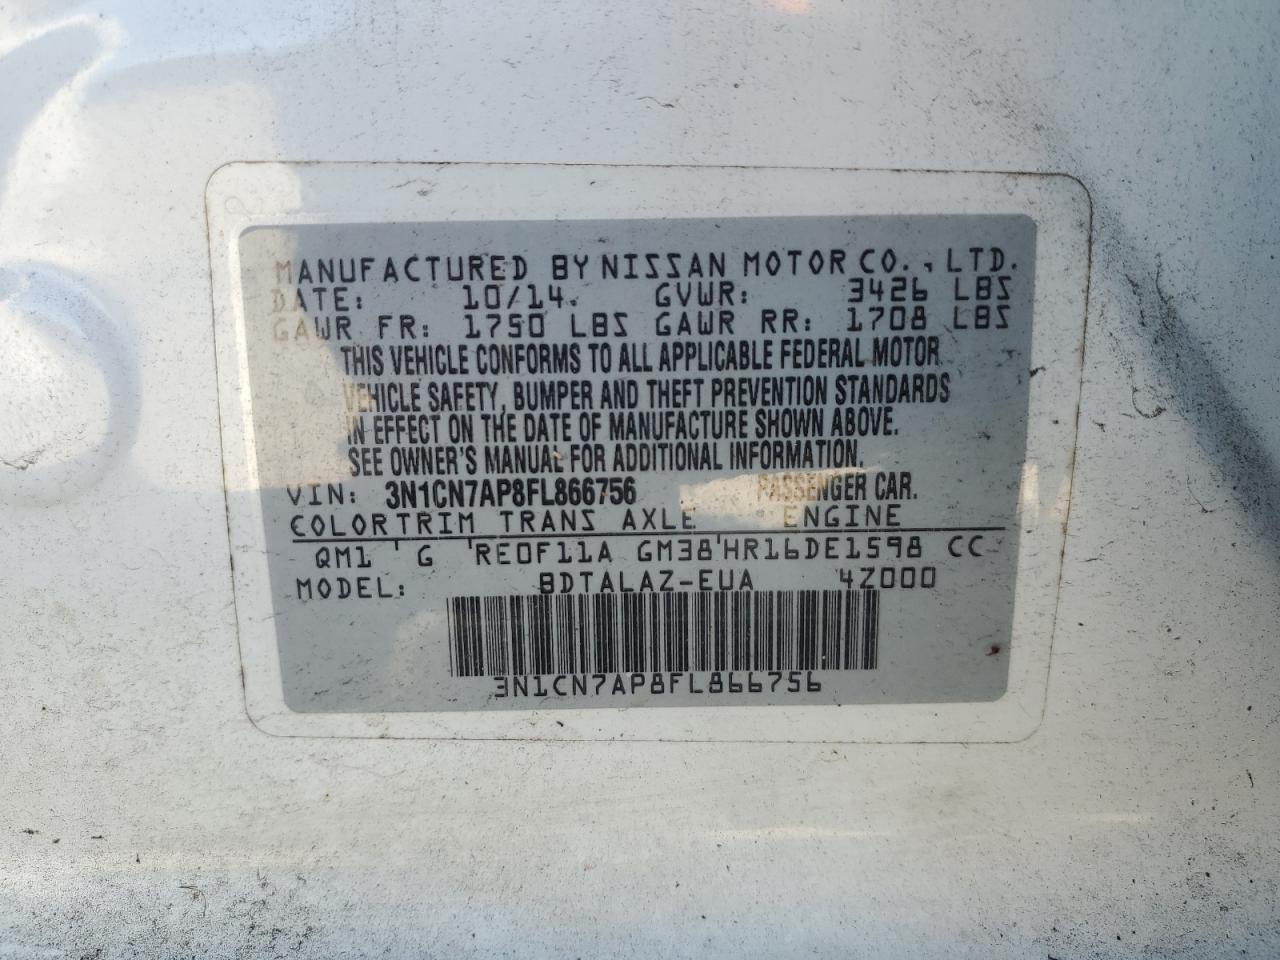 MANUFACTURED BY NISSAN MOTOR CO., LTD.
DATE: 10/14. GVWR: 3426 LBS
GAWR FR: 1750 LBS GAWR RR: 1708 LBS
THIS VEHICLE CONFORMS TO ALL APPLICABLE FEDERAL MOTOR
VEHICLE SAFETY, BUMPER AND THEFT PREVENTION STANDARDS
IN EFFECT ON THE DATE OF MANUFACTURE SHOWN ABOVE.
SEE OWNER'S MANUAL FOR ADDITIONAL INFORMATION.
VIN: 3N1CN7AP8FL866756 PASSENGER CAR.
COLOR TRIM TRANS AXLE ENGINE
QM1 ' G 'RE0F11A GM38'HR16DE1598 CC
MODEL: BDTALAZ-EUA 4Z000
3N1CN7AP8FL866756